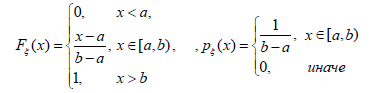 F_ξ(x) = { 0, x < a,
(x−a)/(b−a), x∈[a,b),
1, x > b
, p_ξ(x) = { 1/(b−a), x∈[a,b)
0, иначе